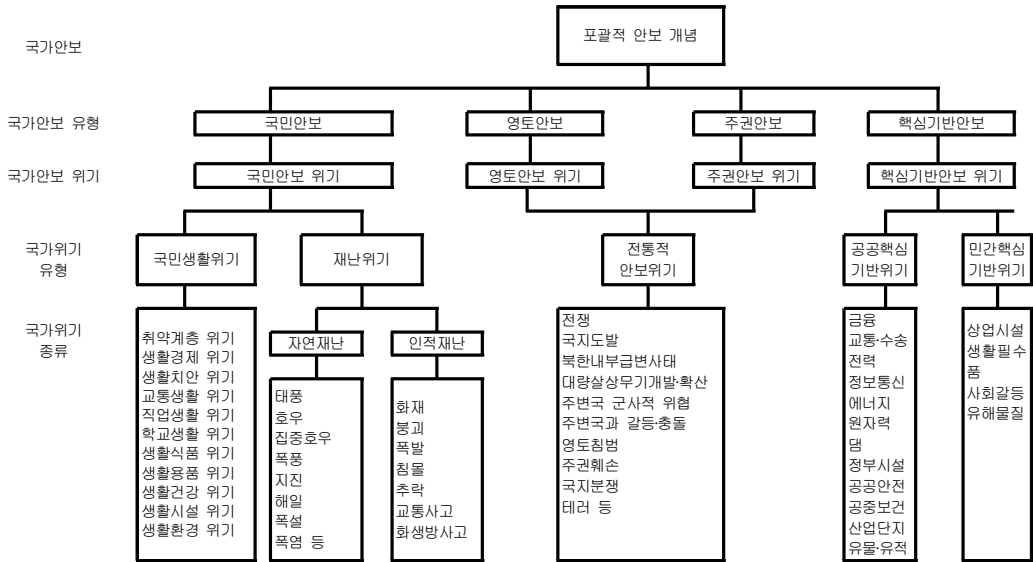 포괄적 안보 개념
국가안보
국가안보 유형
국민안보
영토안보
주권안보
핵심기반안보
국가안보 위기
국민안보 위기
영토안보 위기
주권안보 위기
핵심기반안보 위기
국가위기
유형
국민생활위기
재난위기
전통적
안보위기
공공핵심
기반위기
민간핵심
기반위기
국가위기
종류
취약계층 위기
생활경제 위기
생활치안 위기
교통생활 위기
직업생활 위기
학교생활 위기
생활식품 위기
생활용품 위기
생활건강 위기
생활시설 위기
생활환경 위기
자연재난
태풍
호우
집중호우
폭풍
지진
해일
폭설
폭염 등
인적재난
화재
붕괴
폭발
침몰
추락
교통사고
화생방사고
전쟁
국지도발
북한내부급변사태
대량살상무기개발·확산
주변국 군사적 위협
주변국과 갈등·충돌
영토침범
주권훼손
국지분쟁
테러 등
금융
교통·수송
전력
정보통신
에너지
원자력
댐
정부시설
공공안전
공중보건
산업단지
유물·유적
상업시설
생활필수
품
사회갈등
유해물질